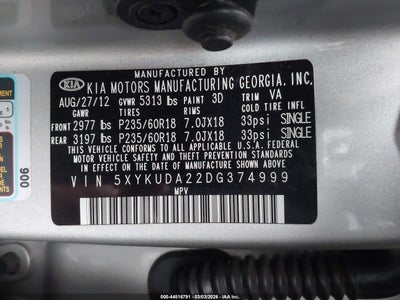 MANUFACTURED BY
KIA KIA MOTORS MANUFACTURING GEORGIA, INC.
AUG/27/12 GVWR 5313 lbs PAINT 3D TRIM VA
GAWR TIRES RIMS COLD TIRE INFL
FRONT 2977 lbs P235/60R18 7.0JX18 33psi SINGLE
REAR 3197 lbs P235/60R18 7.0JX18 33psi SINGLE
THIS VEHICLE CONFORMS TO ALL APPLICABLE
U.S.A. FEDERAL MOTOR VEHICLE SAFETY
STANDARDS IN EFFECT ON THE DATE OF
MANUFACTURE SHOWN ABOVE.
VIN 5XYKUDA22DG374999
MPV
006
000-44516791 - 03/03/2026 - IAA Inc.